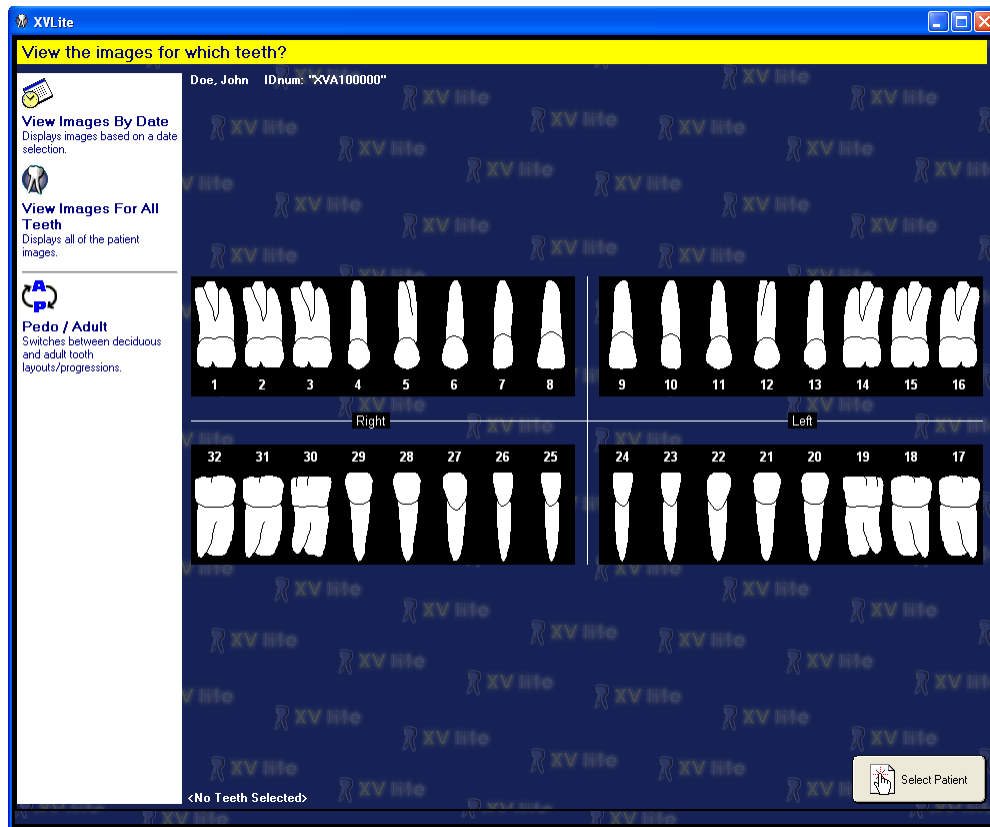 XVLite
View the images for which teeth?
Doe, John IDnum: "XVA100000"
View Images By Date
Displays images based on a date
selection.
View Images For All
Teeth
Displays all of the patient
images.
A
P
Pedo / Adult
Switches between deciduous
and adult tooth
layouts/progressions.
1 2 3 4 5 6 7 8 9 10 11 12 13 14 15 16
Right Left
32 31 30 29 28 27 26 25 24 23 22 21 20 19 18 17
<No Teeth Selected>
Select Patient
XV lite